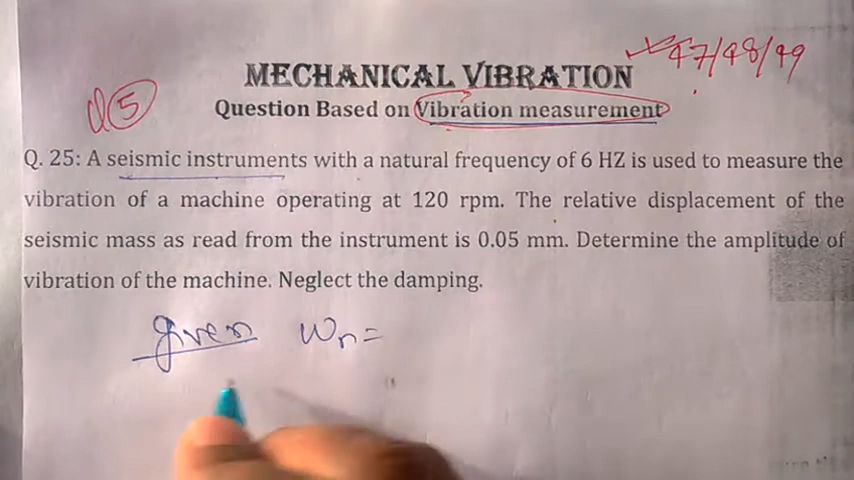 47/48/49
MECHANICAL VIBRATION
Q5
Question Based on Vibration measurement
Q. 25: A seismic instruments with a natural frequency of 6 HZ is used to measure the
vibration of a machine operating at 120 rpm. The relative displacement of the
seismic mass as read from the instrument is 0.05 mm. Determine the amplitude of
vibration of the machine. Neglect the damping.
given ωn=